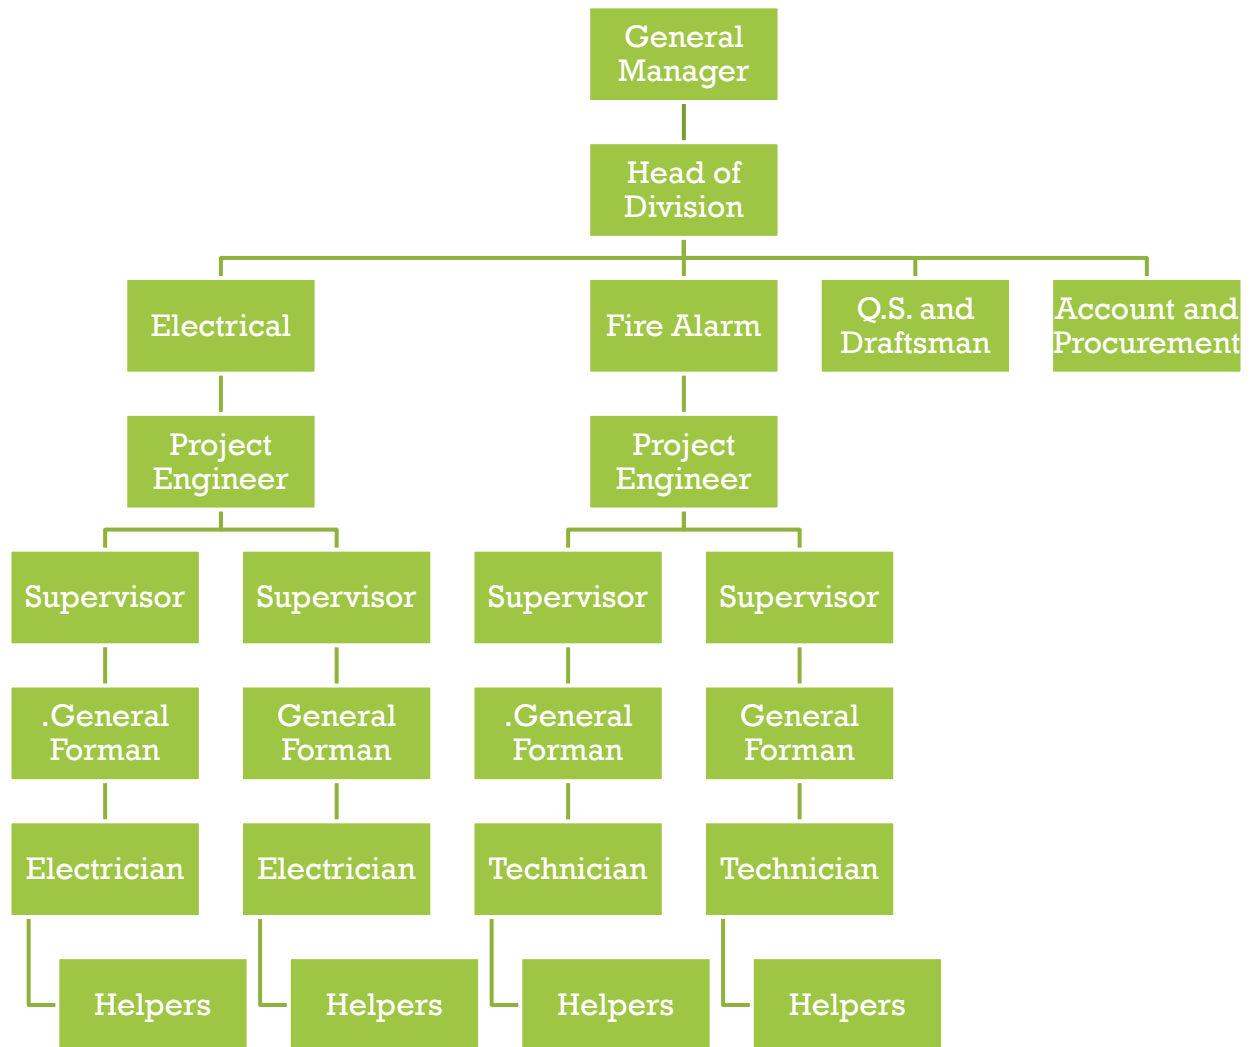 General
Manager
Head of
Division
Electrical
Fire Alarm
Q.S. and
Draftsman
Account and
Procurement
Project
Engineer
Project
Engineer
Supervisor
Supervisor
Supervisor
Supervisor
.General
Forman
General
Forman
.General
Forman
General
Forman
Electrician
Electrician
Technician
Technician
Helpers
Helpers
Helpers
Helpers